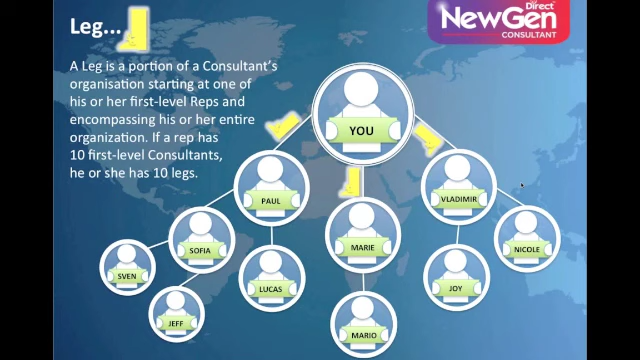 Leg...
Direct
NewGen
CONSULTANT
A Leg is a portion of a Consultant's
organisation starting at one of
his or her first-level Reps and
encompassing his or her entire
organization. If a rep has
10 first-level Consultants,
he or she has 10 legs.
YOU
PAUL
VLADIMIR
SOFIA
MARIE
NICOLE
SVEN
LUCAS
JOY
JEFF
MARIO